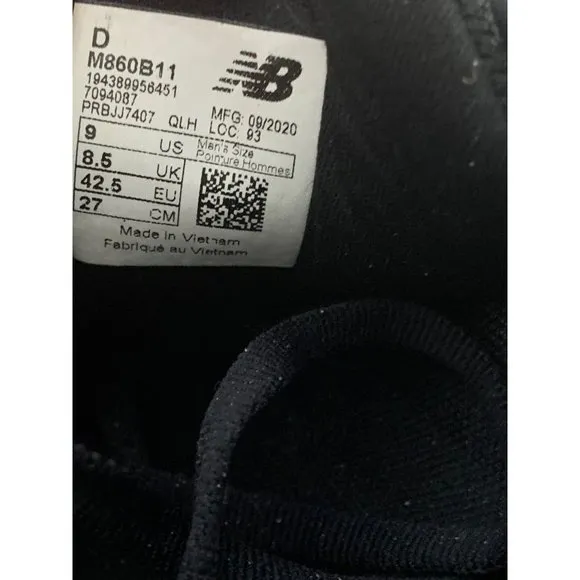 D
M860B11
194389956451
7094087
PRBJJ7407 QLH
MFG: 09/2020
LOC: 93
NB
9 US
8.5 UK
42.5 EU
27 CM
Men's Size
Pointure Hommes
Made in Vietnam
Fabriqué au Vietnam